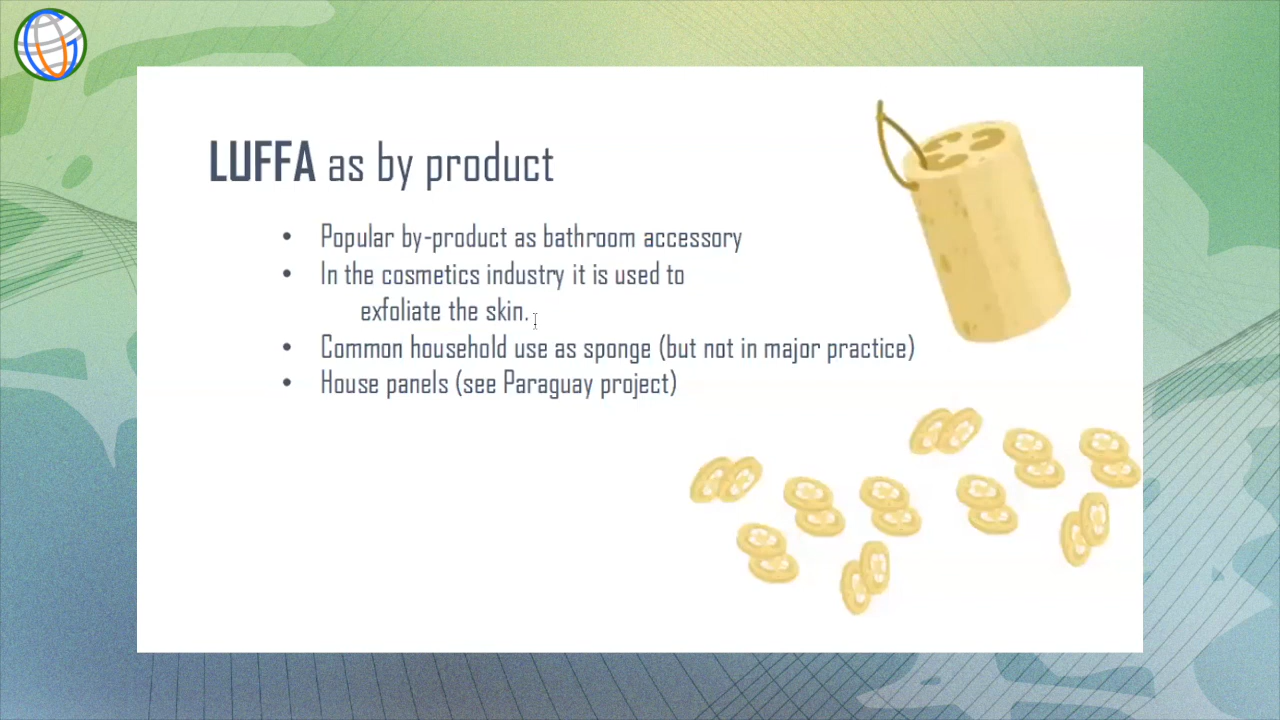 LUFFA as by product
• Popular by-product as bathroom accessory
• In the cosmetics industry it is used to
exfoliate the skin.
• Common household use as sponge (but not in major practice)
• House panels (see Paraguay project)